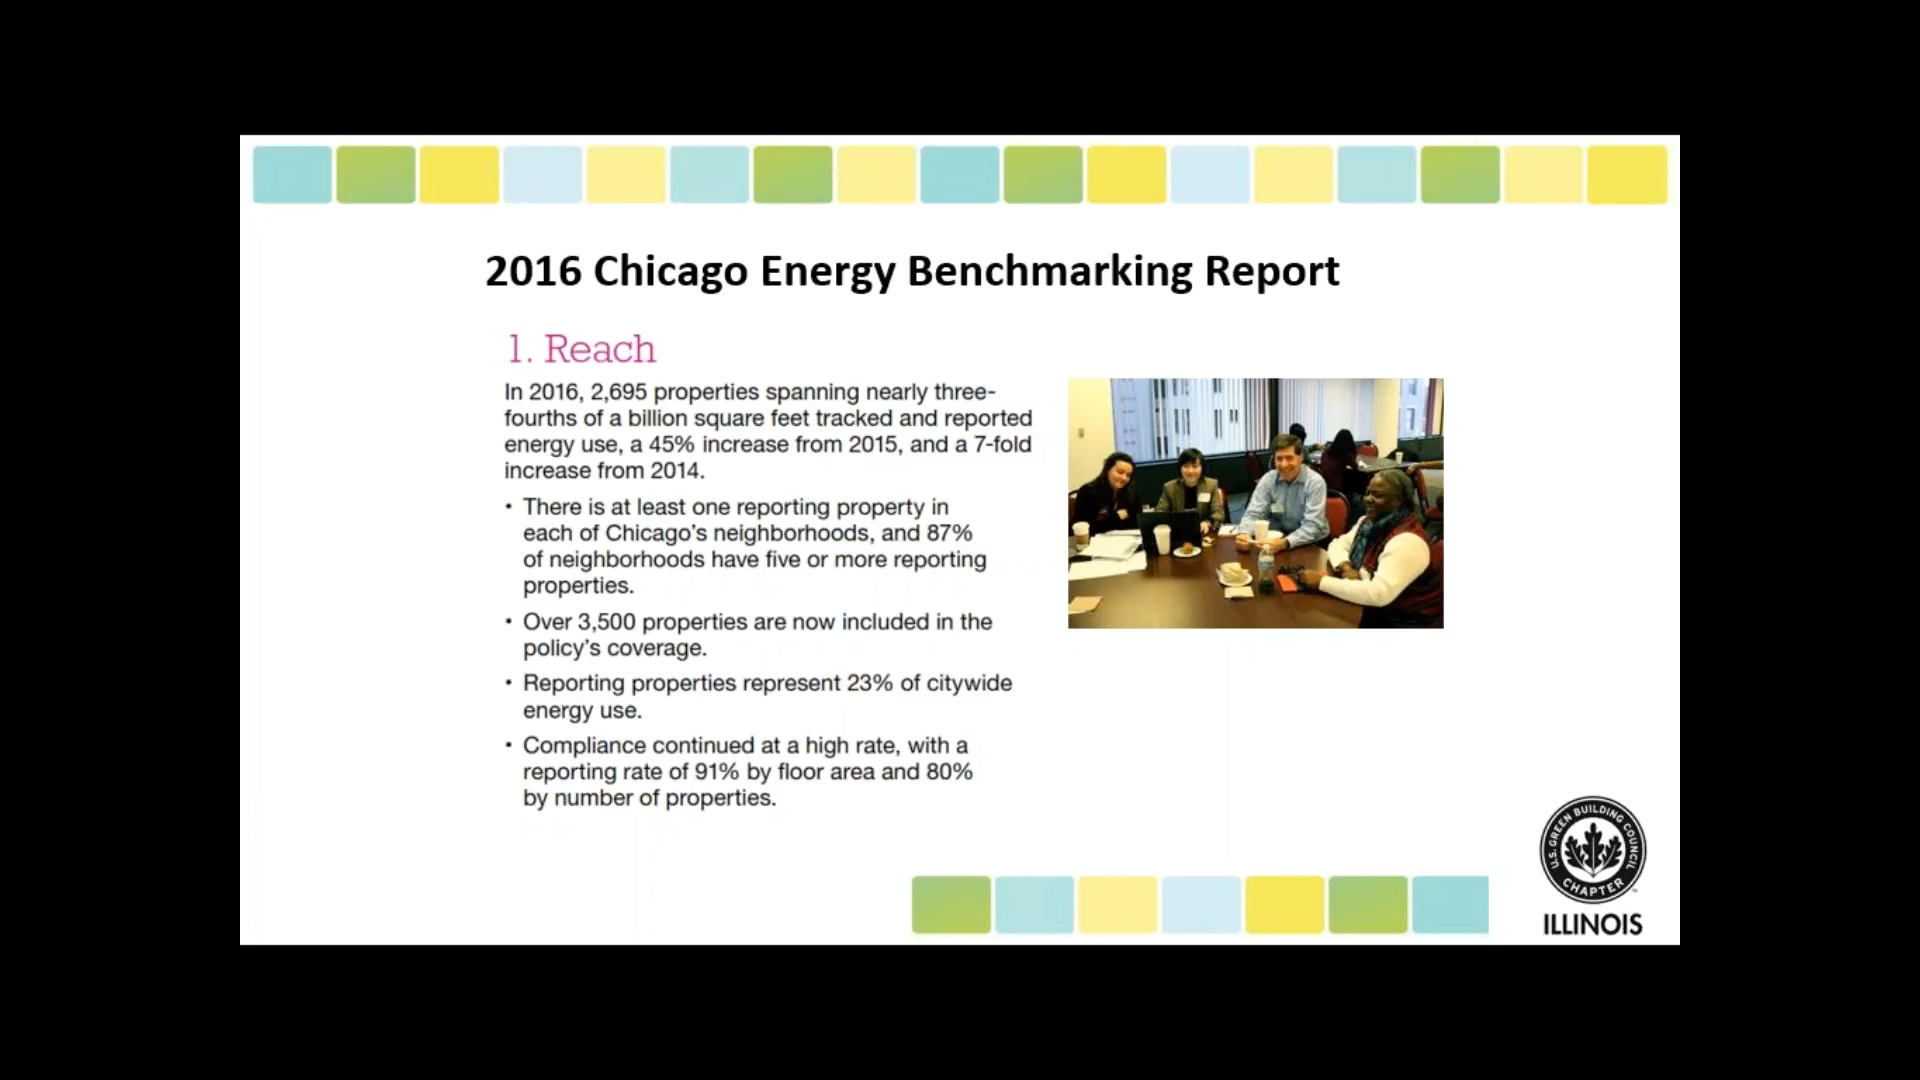 2016 Chicago Energy Benchmarking Report
1. Reach
In 2016, 2,695 properties spanning nearly three-
fourths of a billion square feet tracked and reported
energy use, a 45% increase from 2015, and a 7-fold
increase from 2014.
• There is at least one reporting property in
each of Chicago's neighborhoods, and 87%
of neighborhoods have five or more reporting
properties.
• Over 3,500 properties are now included in the
policy's coverage.
• Reporting properties represent 23% of citywide
energy use.
• Compliance continued at a high rate, with a
reporting rate of 91% by floor area and 80%
by number of properties.
U.S. GREEN BUILDING COUNCIL
CHAPTER
ILLINOIS